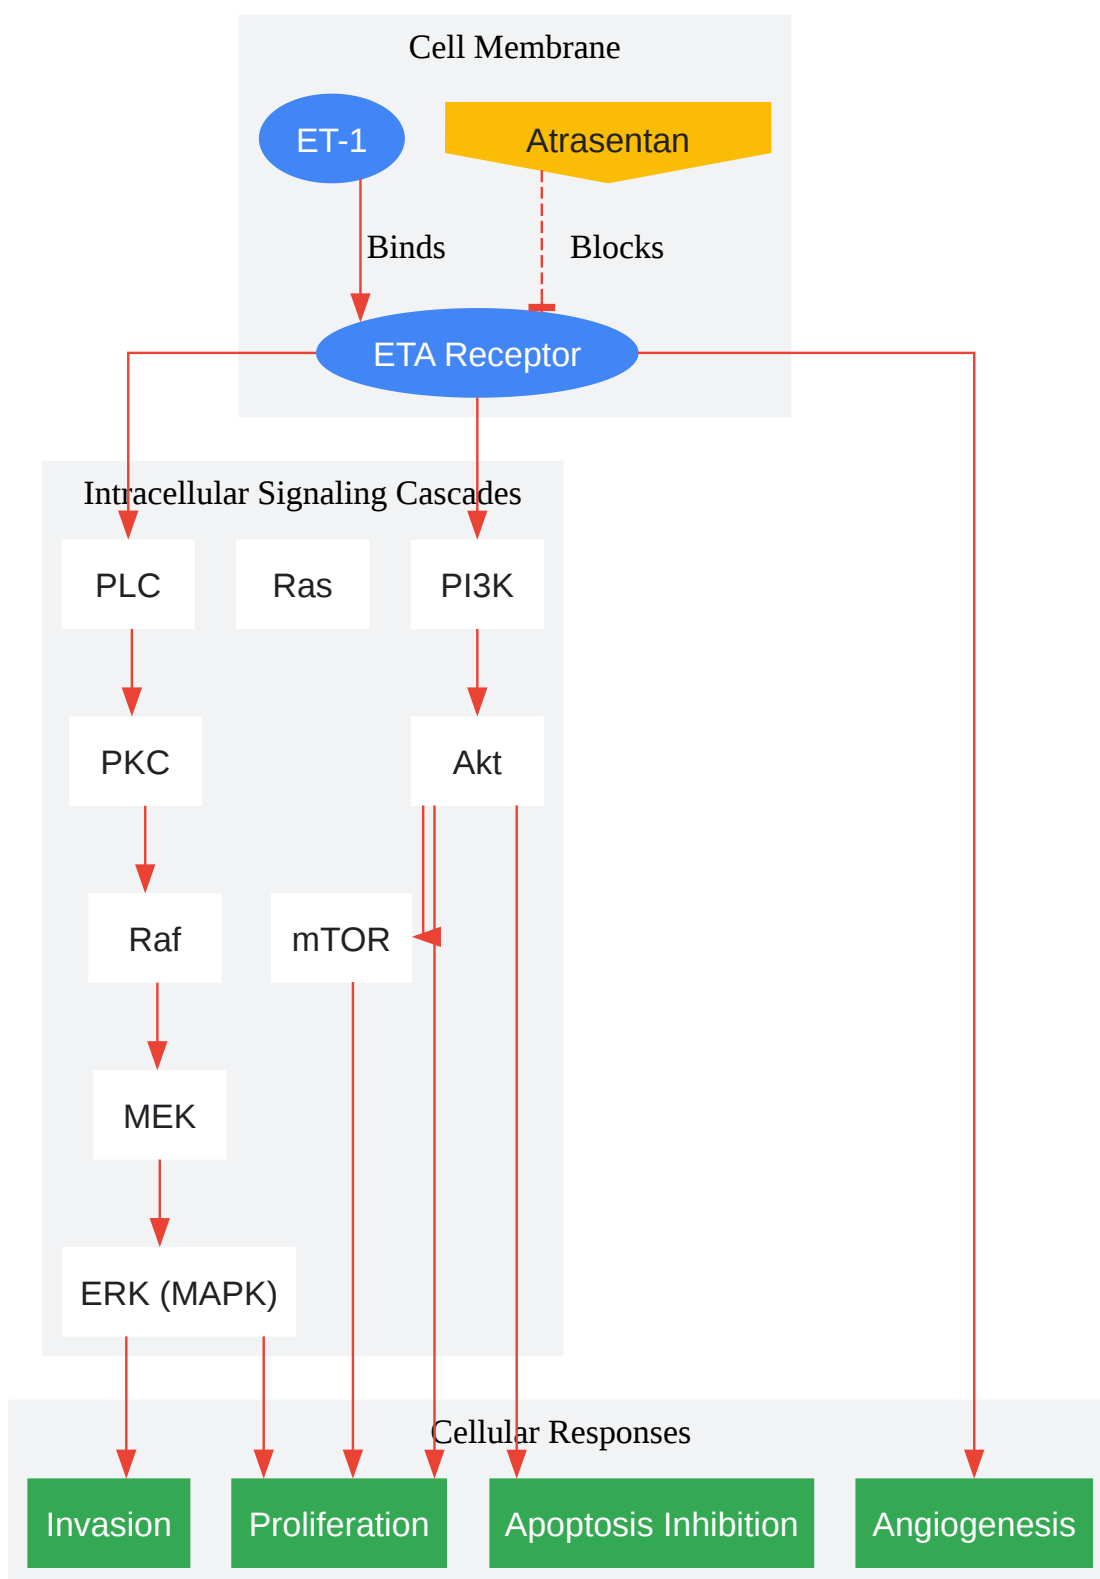 Cell Membrane
ET-1
Atrasentan
Binds
Blocks
ETA Receptor
Intracellular Signaling Cascades
PLC
Ras
PI3K
PKC
Akt
Raf
mTOR
MEK
ERK (MAPK)
Cellular Responses
Invasion
Proliferation
Apoptosis Inhibition
Angiogenesis